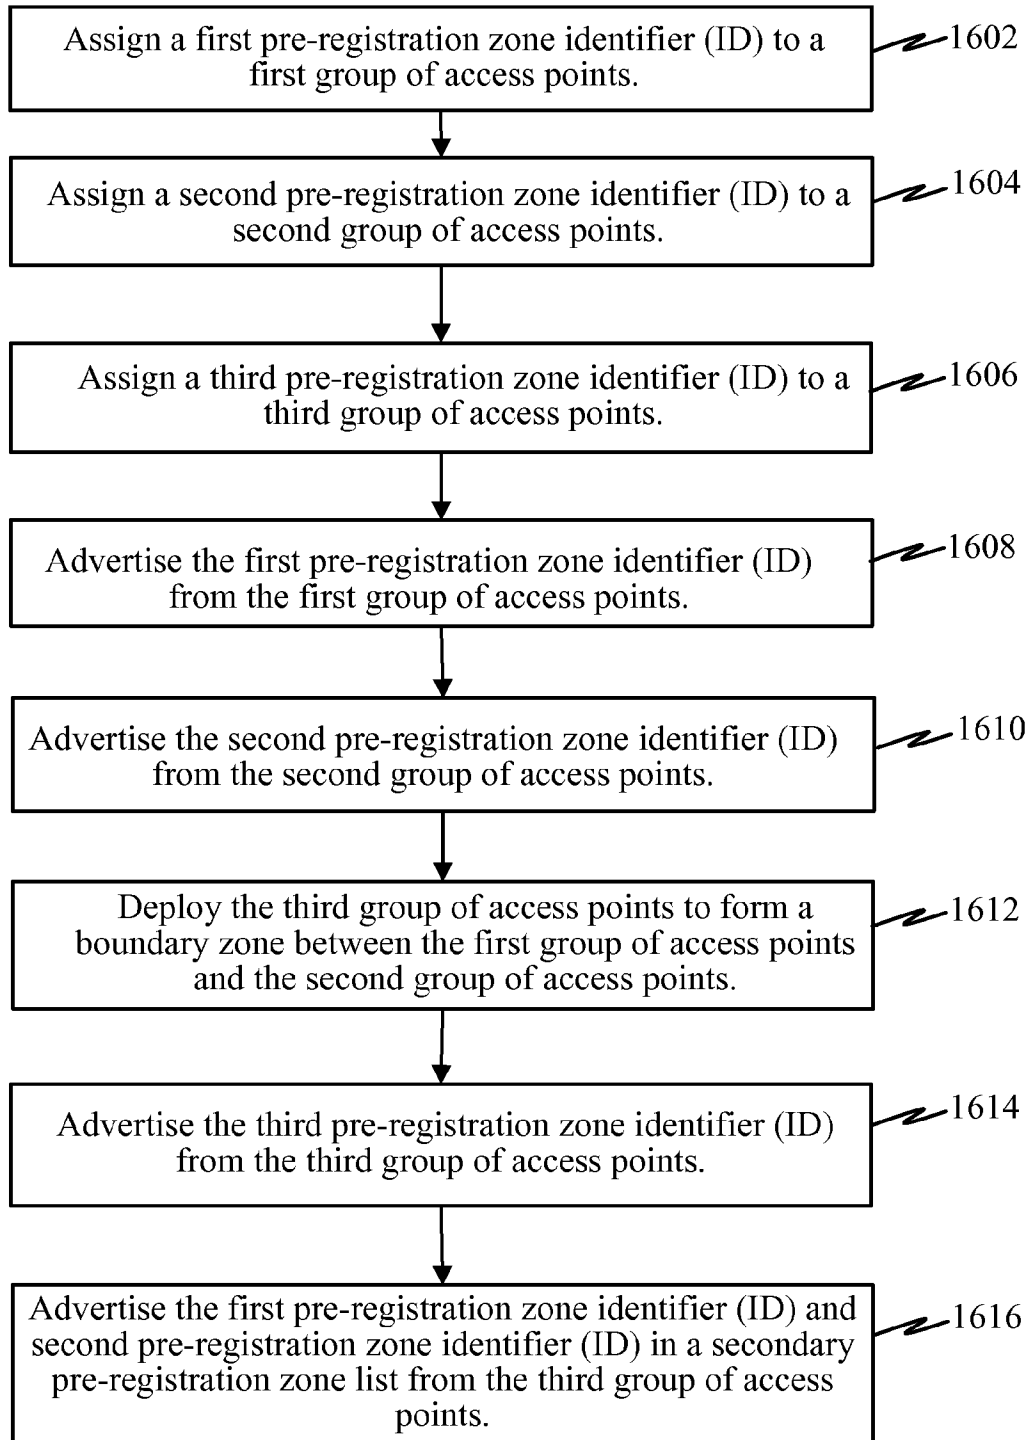 Assign a first pre-registration zone identifier (ID) to a
first group of access points.
1602
Assign a second pre-registration zone identifier (ID) to a
second group of access points.
1604
Assign a third pre-registration zone identifier (ID) to a
third group of access points.
1606
Advertise the first pre-registration zone identifier (ID)
from the first group of access points.
1608
Advertise the second pre-registration zone identifier (ID)
from the second group of access points.
1610
Deploy the third group of access points to form a
boundary zone between the first group of access points
and the second group of access points.
1612
Advertise the third pre-registration zone identifier (ID)
from the third group of access points.
1614
Advertise the first pre-registration zone identifier (ID) and
second pre-registration zone identifier (ID) in a secondary
pre-registration zone list from the third group of access
points.
1616